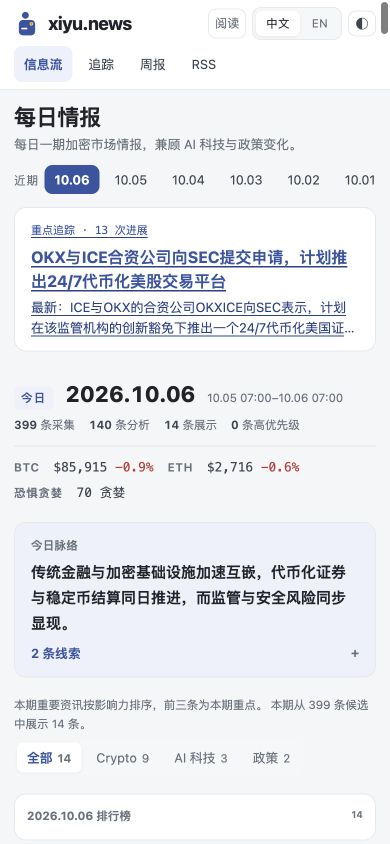 xiyu.news
阅读
中文
EN
信息流
追踪
周报
RSS
每日情报
每日一期加密市场情报，兼顾 AI 科技与政策变化。
近期
10.06
10.05
10.04
10.03
10.02
10.01
重点追踪 · 13 次进展
OKX与ICE合资公司向SEC提交申请，计划推
出24/7代币化美股交易平台
最新：ICE与OKX的合资公司OKXICE向SEC表示，计划
在该监管机构的创新豁免下推出一个24/7代币化美国证...
今日
2026.10.06
10.05 07:00–10.06 07:00
399 条采集
140 条分析
14 条展示
0 条高优先级
BTC $85,915 −0.9% ETH $2,716 −0.6%
恐惧贪婪 70 贪婪
今日脉络
传统金融与加密基础设施加速互嵌，代币化证券
与稳定币结算同日推进，而监管与安全风险同步
显现。
2 条线索
+
本期重要资讯按影响力排序，前三条为本期重点。 本期从 399 条候选
中展示 14 条。
全部 14
Crypto 9
AI 科技 3
政策 2
2026.10.06 排行榜
14